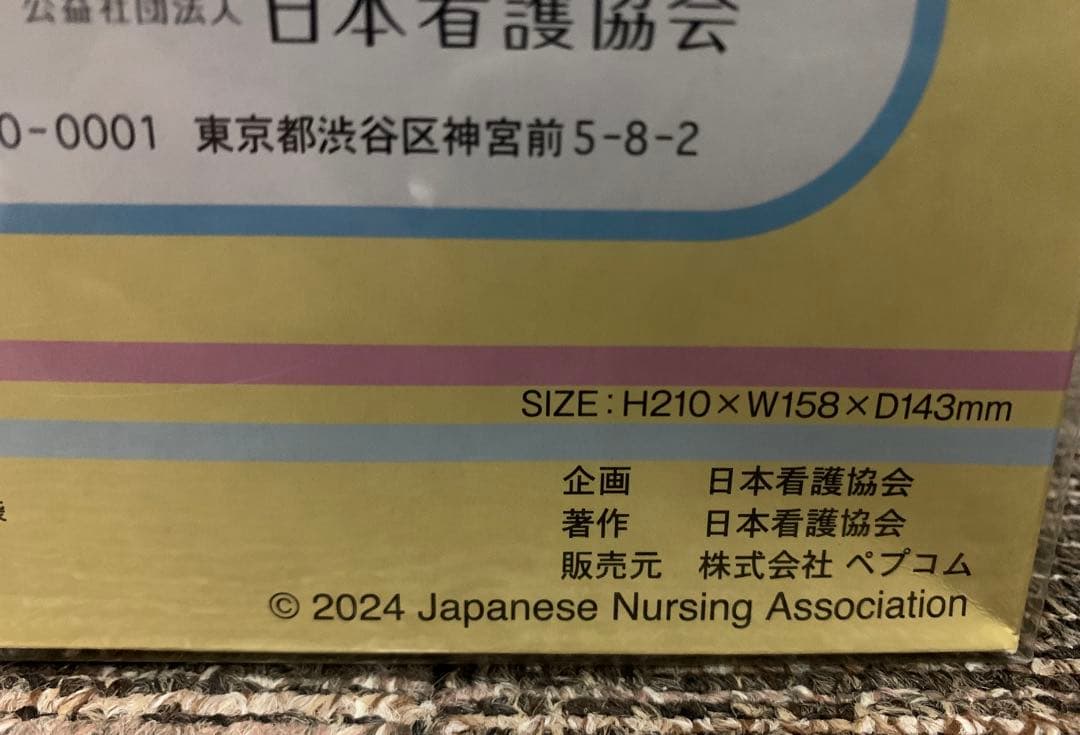 公益社団法人 日本看護協会
0-0001 東京都渋谷区神宮前5-8-2
SIZE:H210×W158×D143mm
企画 日本看護協会
著作 日本看護協会
販売元 株式会社 ペプコム
© 2024 Japanese Nursing Association